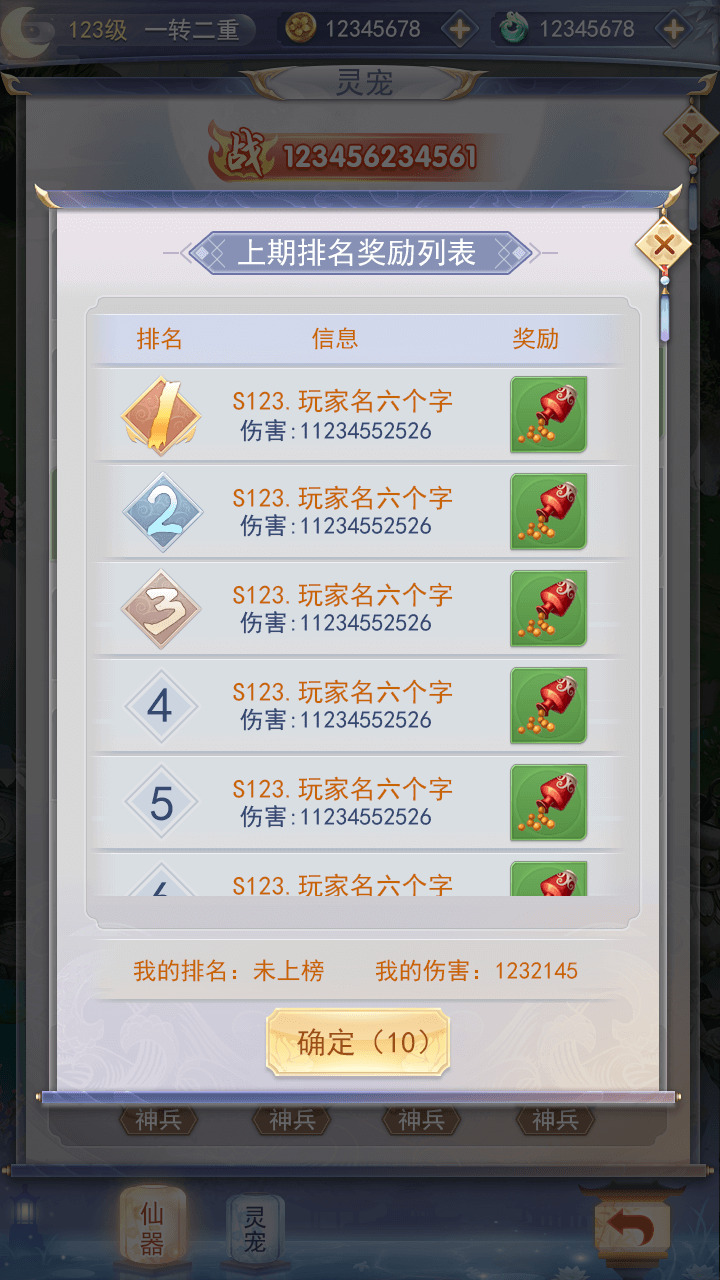 123级 一转二重 12345678 12345678
灵宠
战 123456234561
上期排名奖励列表
排名 信息 奖励
1 S123.玩家名六个字
伤害:11234552526
2 S123.玩家名六个字
伤害:11234552526
3 S123.玩家名六个字
伤害:11234552526
4 S123.玩家名六个字
伤害:11234552526
5 S123.玩家名六个字
伤害:11234552526
6 S123.玩家名六个字
我的排名：未上榜 我的伤害：1232145
确定（10）
神兵 神兵 神兵 神兵
仙器 灵宠